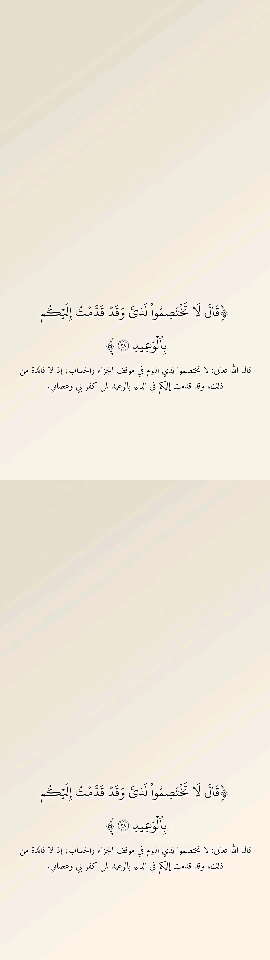 ﴿قَالَ لَا تَخْتَصِمُوا۟ لَدَىَّ وَقَدْ قَدَّمْتُ إِلَيْكُم
بِٱلْوَعِيدِ ۝٢٨﴾
قال الله تعالى: لا تختصموا لدي اليوم في موقف الجزاء والحساب؛ إذ لا فائدة من
ذلك، وقد قدمت إليكم في الدنيا بالوعيد لمن كفر بي وعصاني.
﴿قَالَ لَا تَخْتَصِمُوا۟ لَدَىَّ وَقَدْ قَدَّمْتُ إِلَيْكُم
بِٱلْوَعِيدِ ۝٢٨﴾
قال الله تعالى: لا تختصموا لدي اليوم في موقف الجزاء والحساب؛ إذ لا فائدة من
ذلك، وقد قدمت إليكم في الدنيا بالوعيد لمن كفر بي وعصاني.